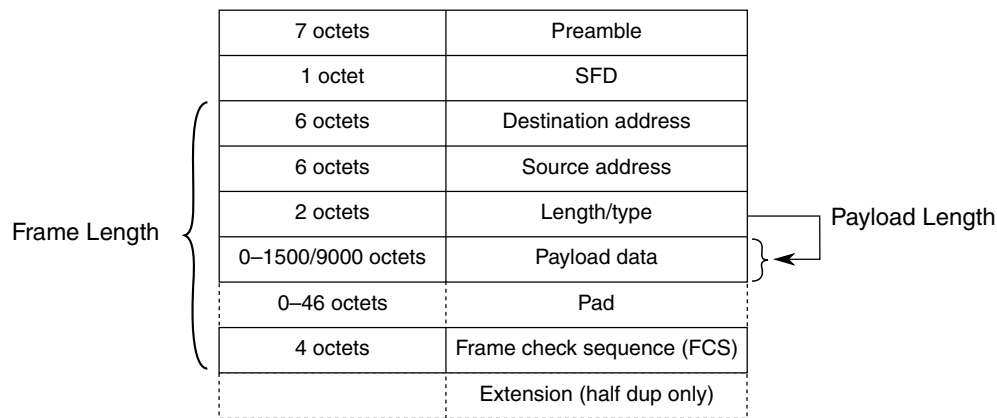 7 octets Preamble
1 octet SFD
6 octets Destination address
6 octets Source address
2 octets Length/type
Frame Length
Payload Length
0–1500/9000 octets Payload data
0–46 octets Pad
4 octets Frame check sequence (FCS)
Extension (half dup only)